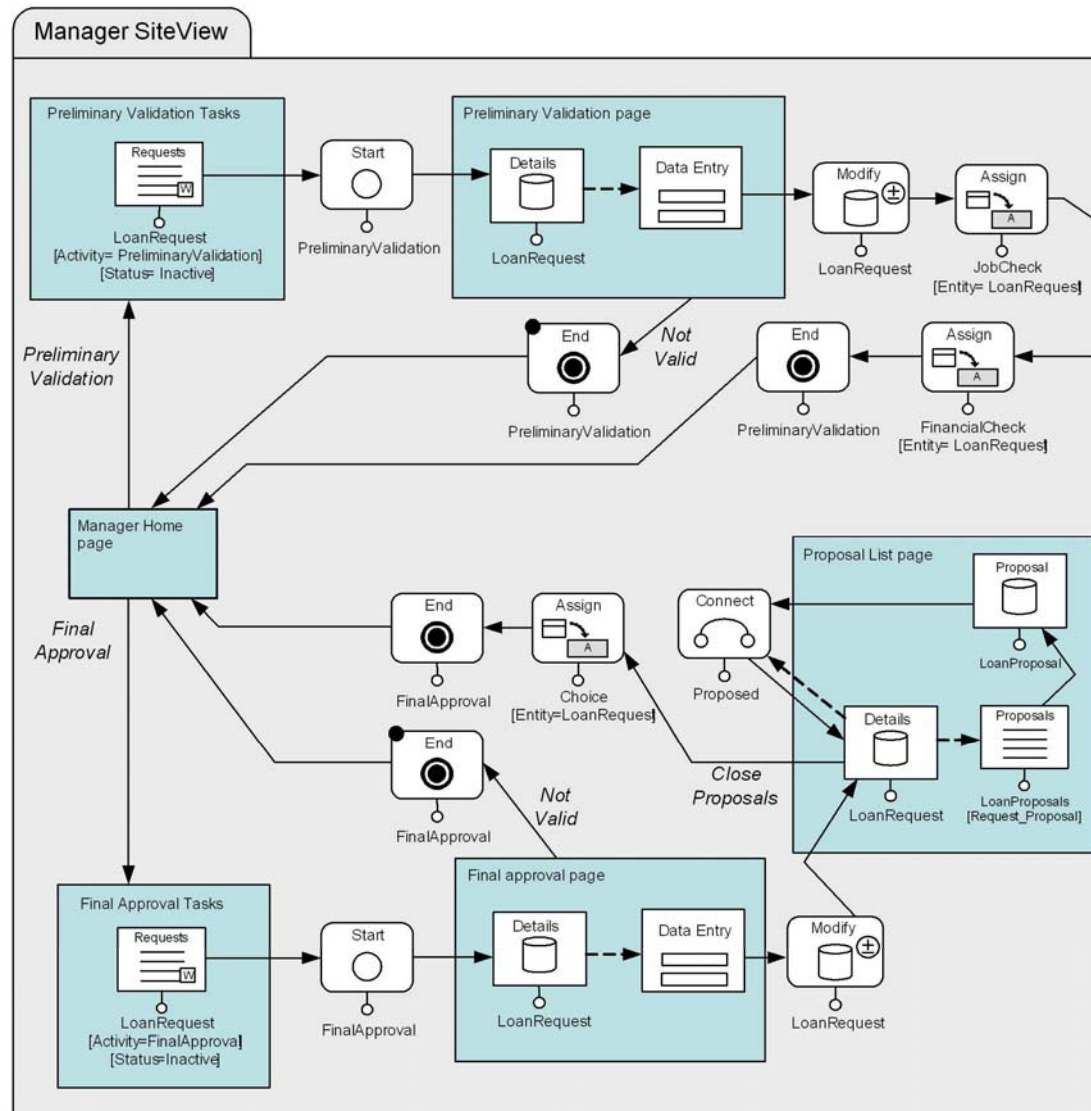 Manager SiteView
Preliminary Validation Tasks
Requests
W
LoanRequest
[Activity= PreliminaryValidation]
[Status= Inactive]
Start
PreliminaryValidation
Preliminary Validation page
Details
LoanRequest
Data Entry
Modify
LoanRequest
Assign
A
JobCheck
[Entity= LoanRequest]
Preliminary
Validation
End
PreliminaryValidation
Not
Valid
End
PreliminaryValidation
Assign
A
FinancialCheck
[Entity= LoanRequest]
Manager Home
page
Final
Approval
End
FinalApproval
Assign
A
Choice
[Entity=LoanRequest]
Connect
Proposed
Proposal List page
Proposal
LoanProposal
Details
LoanRequest
Proposals
LoanProposals
[Request_Proposal]
Close
Proposals
End
FinalApproval
Not
Valid
Final Approval Tasks
Requests
W
LoanRequest
[Activity=FinalApproval]
[Status=Inactive]
Start
FinalApproval
Final approval page
Details
LoanRequest
Data Entry
Modify
LoanRequest